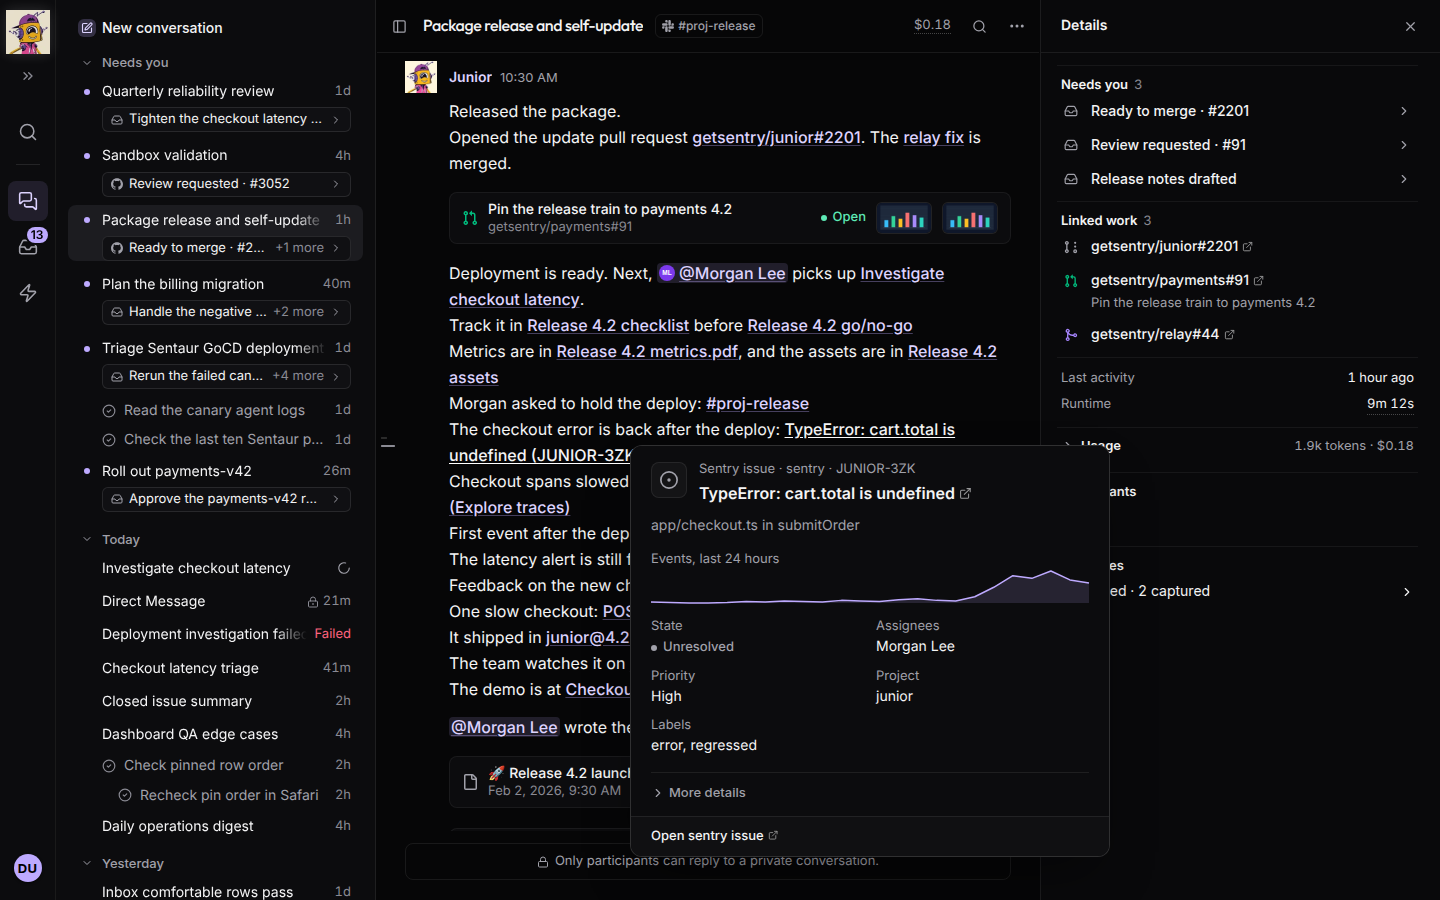 New conversation
Needs you
Quarterly reliability review 1d
Tighten the checkout latency ...
Sandbox validation 4h
Review requested · #3052
Package release and self-update 1h
Ready to merge · #2... +1 more
13
Plan the billing migration 40m
Handle the negative ... +2 more
Triage Sentaur GoCD deployment 1d
Rerun the failed can... +4 more
Read the canary agent logs 1d
Check the last ten Sentaur p... 1d
Roll out payments-v42 26m
Approve the payments-v42 r...
Today
Investigate checkout latency
Direct Message 21m
Deployment investigation failed Failed
Checkout latency triage 41m
Closed issue summary 2h
Dashboard QA edge cases 4h
Check pinned row order 2h
Recheck pin order in Safari 2h
Daily operations digest 4h
Yesterday
Inbox comfortable rows pass 1d
DU
Package release and self-update #proj-release $0.18
Junior 10:30 AM
Released the package.
Opened the update pull request getsentry/junior#2201. The relay fix is
merged.
Pin the release train to payments 4.2
getsentry/payments#91
Open
Deployment is ready. Next, ML @Morgan Lee picks up Investigate
checkout latency.
Track it in Release 4.2 checklist before Release 4.2 go/no-go
Metrics are in Release 4.2 metrics.pdf, and the assets are in Release 4.2
assets
Morgan asked to hold the deploy: #proj-release
The checkout error is back after the deploy: TypeError: cart.total is
undefined (JUNIOR-3ZK
Checkout spans slowed
(Explore traces)
First event after the dep
The latency alert is still f
Feedback on the new ch
One slow checkout: POS
It shipped in junior@4.2
The team watches it on
The demo is at Checkou
@Morgan Lee wrote the
🚀 Release 4.2 launch
Feb 2, 2026, 9:30 AM
Only participants can reply to a private conversation.
Sentry issue · sentry · JUNIOR-3ZK
TypeError: cart.total is undefined
app/checkout.ts in submitOrder
Events, last 24 hours
State Assignees
Unresolved Morgan Lee
Priority Project
High junior
Labels
error, regressed
More details
Open sentry issue
Details
Needs you 3
Ready to merge · #2201
Review requested · #91
Release notes drafted
Linked work 3
getsentry/junior#2201
getsentry/payments#91
Pin the release train to payments 4.2
getsentry/relay#44
Last activity 1 hour ago
Runtime 9m 12s
Usage 1.9k tokens · $0.18
ants
es
ed · 2 captured